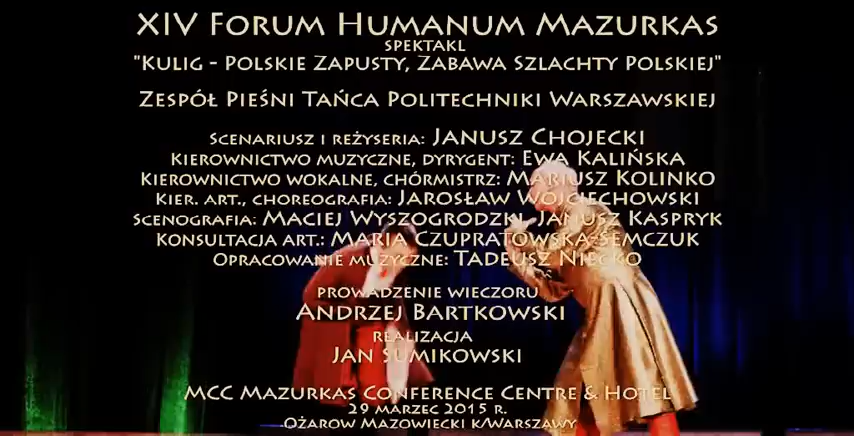 XIV Forum Humanum Mazurkas
spektakl
"Kulig - Polskie Zapusty, Zabawa Szlachty Polskiej"
Zespół Pieśni Tańca Politechniki Warszawskiej
Scenariusz i reżyseria: Janusz Chojecki
Kierownictwo muzyczne, dyrygent: Ewa Kalińska
Kierownictwo wokalne, chórmistrz: Mariusz Kolinko
Kier. art., choreografia: Jarosław Wojciechowski
Scenografia: Maciej Wyszogrodzki, Janusz Kaspryk
Konsultacja art.: Maria Czupratowska-Semczuk
Opracowanie muzyczne: Tadeusz Niećko
prowadzenie wieczoru
Andrzej Bartkowski
realizacja
Jan Sumikowski
MCC Mazurkas Conference Centre & Hotel
29 marzec 2015 r.
Ożarow Mazowiecki k/Warszawy